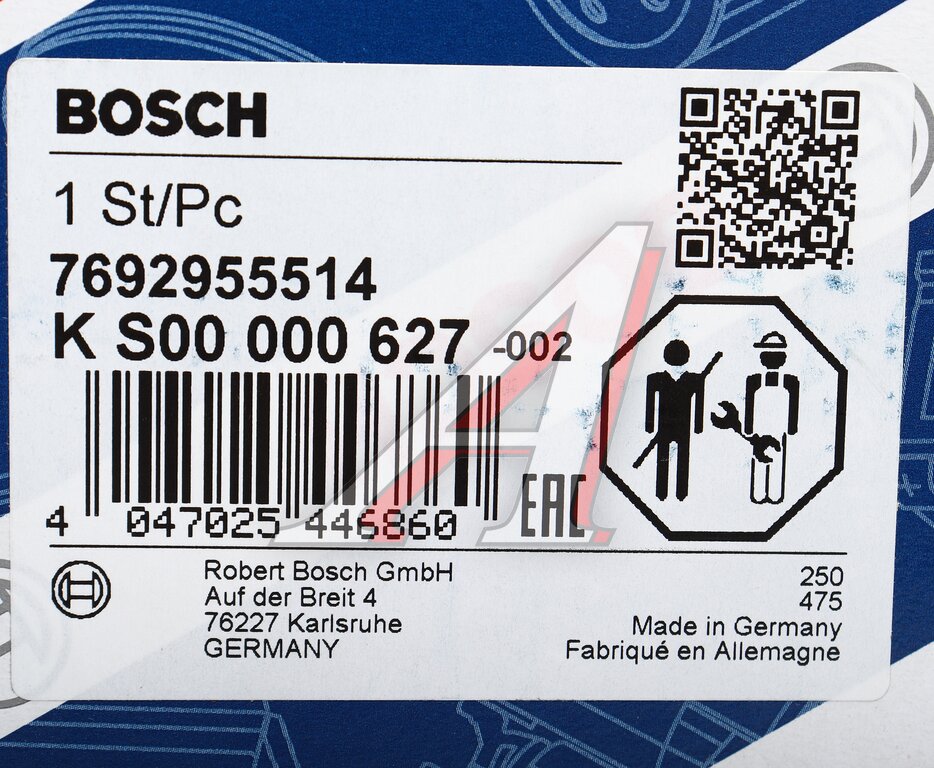 BOSCH
1 St/Pc
7692955514
K S00 000 627 -002
4 047025 446860
EAC
Robert Bosch GmbH
Auf der Breit 4
76227 Karlsruhe
GERMANY
250
475
Made in Germany
Fabriqué en Allemagne